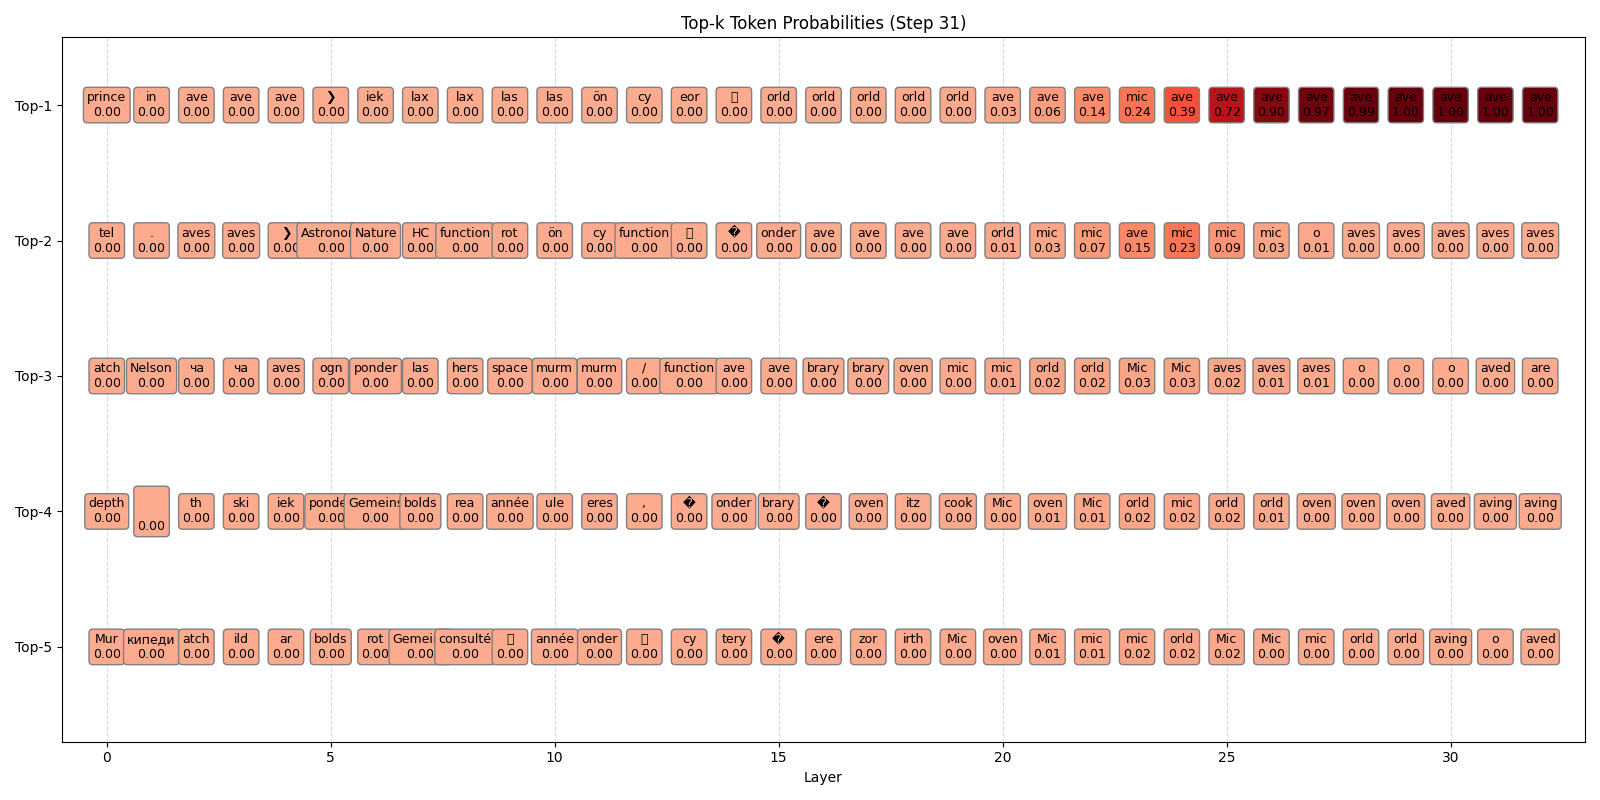 Top-k Token Probabilities (Step 31)
Top-1
prince in ave ave ave ❯ iek lax lax las las ön cy eor orld orld orld orld orld ave ave ave mic ave ave ave ave ave ave ave ave ave
0.00 0.00 0.00 0.00 0.00 0.00 0.00 0.00 0.00 0.00 0.00 0.00 0.00 0.00 0.00 0.00 0.00 0.00 0.00 0.00 0.03 0.06 0.14 0.24 0.39 0.72 0.90 0.97 0.99 1.00 1.00 1.00 1.00
Top-2
tel . aves aves ❯ Astronor Nature HC function rot ön cy function � onder ave ave ave ave orld mic mic ave mic mic mic o aves aves aves aves aves
0.00 0.00 0.00 0.00 0.00 0.00 0.00 0.00 0.00 0.00 0.00 0.00 0.00 0.00 0.00 0.00 0.00 0.00 0.00 0.00 0.01 0.03 0.07 0.15 0.23 0.09 0.03 0.01 0.00 0.00 0.00 0.00 0.00
Top-3
atch Nelson ча ча aves ogn ponder las hers space murm murm / function ave ave brary brary oven mic mic orld orld Mic Mic aves aves aves o o o aved are
0.00 0.00 0.00 0.00 0.00 0.00 0.00 0.00 0.00 0.00 0.00 0.00 0.00 0.00 0.00 0.00 0.00 0.00 0.00 0.00 0.01 0.02 0.02 0.03 0.03 0.02 0.01 0.01 0.00 0.00 0.00 0.00 0.00
Top-4
depth th ski iek ponde Gemeins bolds rea année ule eres , � onder brary � oven itz cook Mic oven Mic orld mic orld orld oven oven oven aved aving aving
0.00 0.00 0.00 0.00 0.00 0.00 0.00 0.00 0.00 0.00 0.00 0.00 0.00 0.00 0.00 0.00 0.00 0.00 0.00 0.00 0.00 0.01 0.01 0.02 0.02 0.02 0.01 0.00 0.00 0.00 0.00 0.00 0.00
Top-5
Mur кипеди atch ild ar bolds rot Gemei consulté année onder cy tery � ere zor irth Mic oven Mic mic mic orld Mic Mic mic orld orld aving o aved
0.00 0.00 0.00 0.00 0.00 0.00 0.00 0.00 0.00 0.00 0.00 0.00 0.00 0.00 0.00 0.00 0.00 0.00 0.00 0.00 0.00 0.01 0.01 0.02 0.02 0.02 0.00 0.00 0.00 0.00 0.00 0.00 0.00
0 5 10 15 20 25 30
Layer